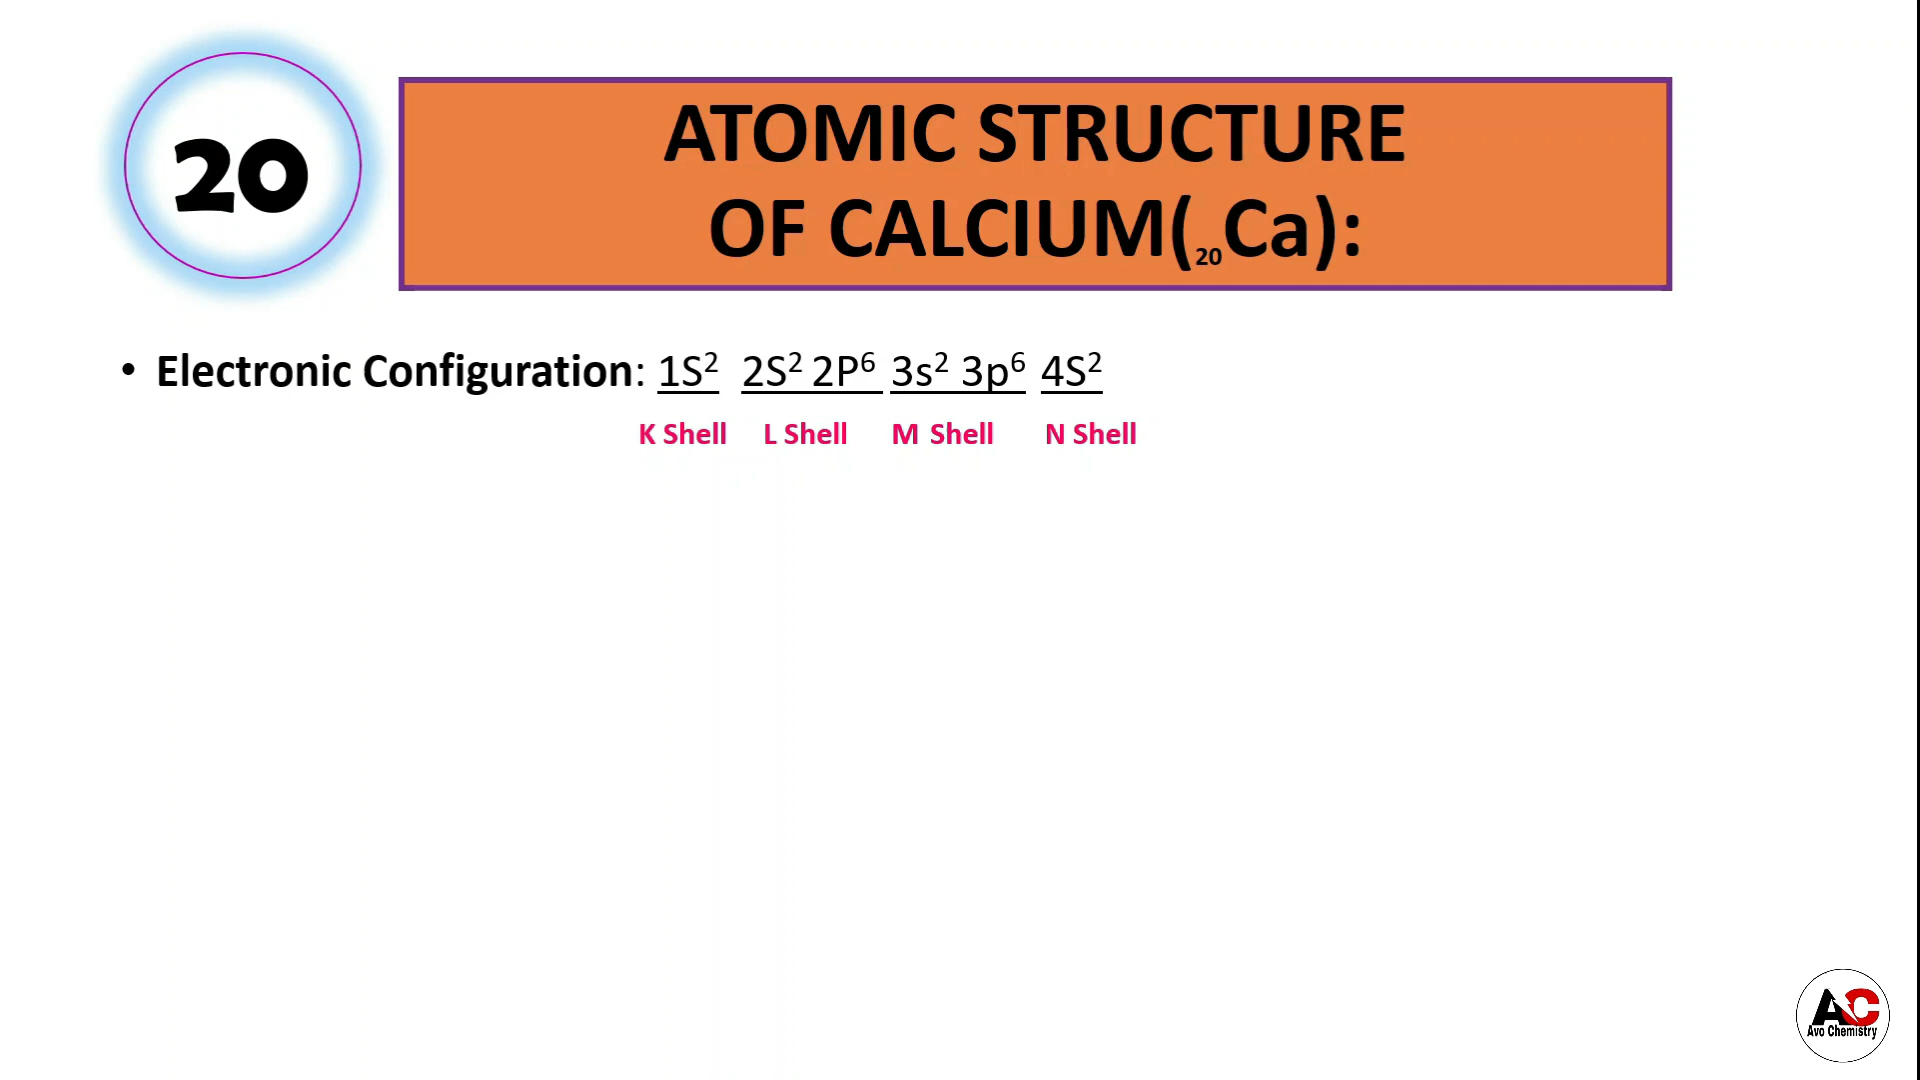 20
ATOMIC STRUCTURE
OF CALCIUM(₂₀Ca):
• Electronic Configuration: 1S² 2S² 2P⁶ 3s² 3p⁶ 4S²
K Shell L Shell M Shell N Shell
AC
Avo Chemistry